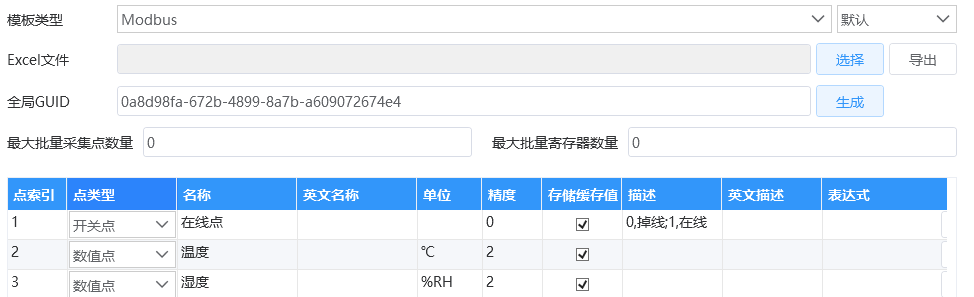 模板类型 Modbus 默认
Excel文件 选择 导出
全局GUID 0a8d98fa-672b-4899-8a7b-a609072674e4 生成
最大批量采集点数量 0 最大批量寄存器数量 0
点索引 点类型 名称 英文名称 单位 精度 存储缓存值 描述 英文描述 表达式
1 开关点 在线点 0 0,掉线;1,在线
2 数值点 温度 ℃ 2
3 数值点 湿度 %RH 2